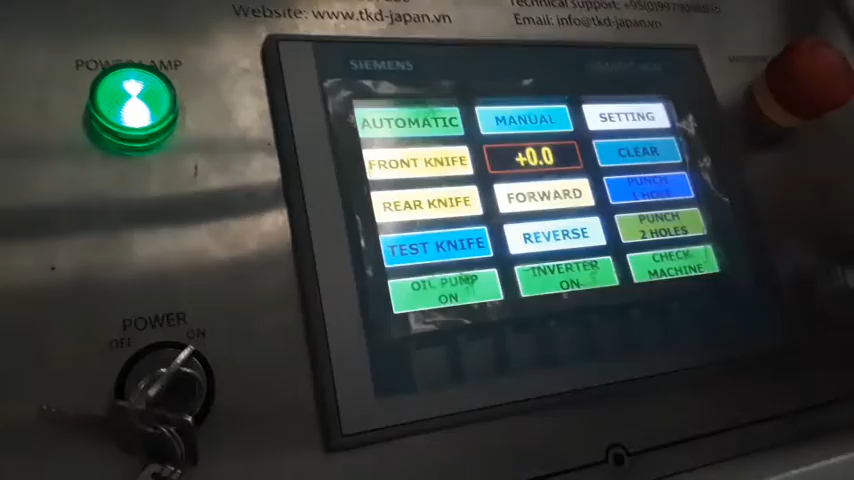 Website: www.tkd-japan.vn
Technical support:
Email: info@tkd-japan.vn
POWER LAMP
SIEMENS
AUTOMATIC
MANUAL
SETTING
FRONT KNIFE
+0.0
CLEAR
REAR KNIFE
FORWARD
PUNCH
1 HOLE
TEST KNIFE
REVERSE
PUNCH
2 HOLES
OIL PUMP
ON
INVERTER
ON
CHECK
MACHINE
POWER
OFF
ON